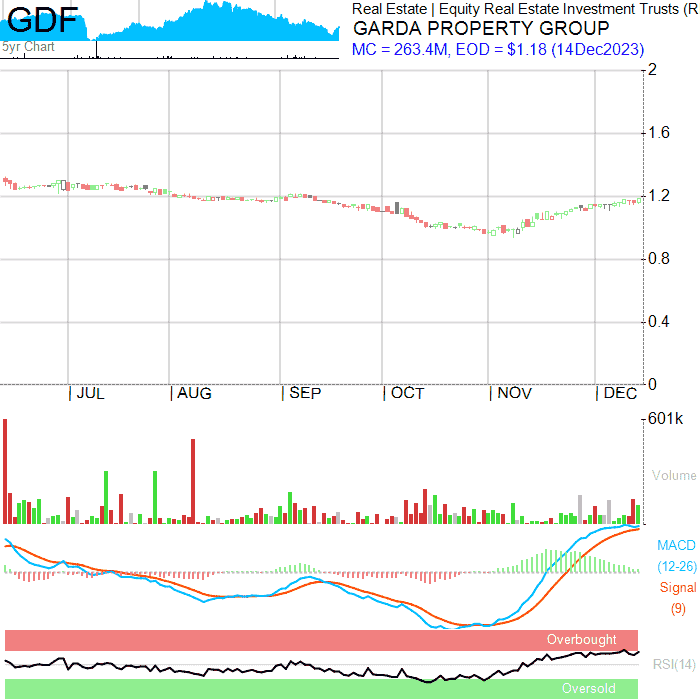 GDF
5yr Chart
Real Estate | Equity Real Estate Investment Trusts (R
GARDA PROPERTY GROUP
MC = 263.4M, EOD = $1.18 (14Dec2023)
2
1.6
1.2
0.8
0.4
0
| JUL | AUG | SEP | OCT | NOV | DEC
601k
Volume
MACD
(12-26)
Signal
(9)
Overbought
RSI(14)
Oversold